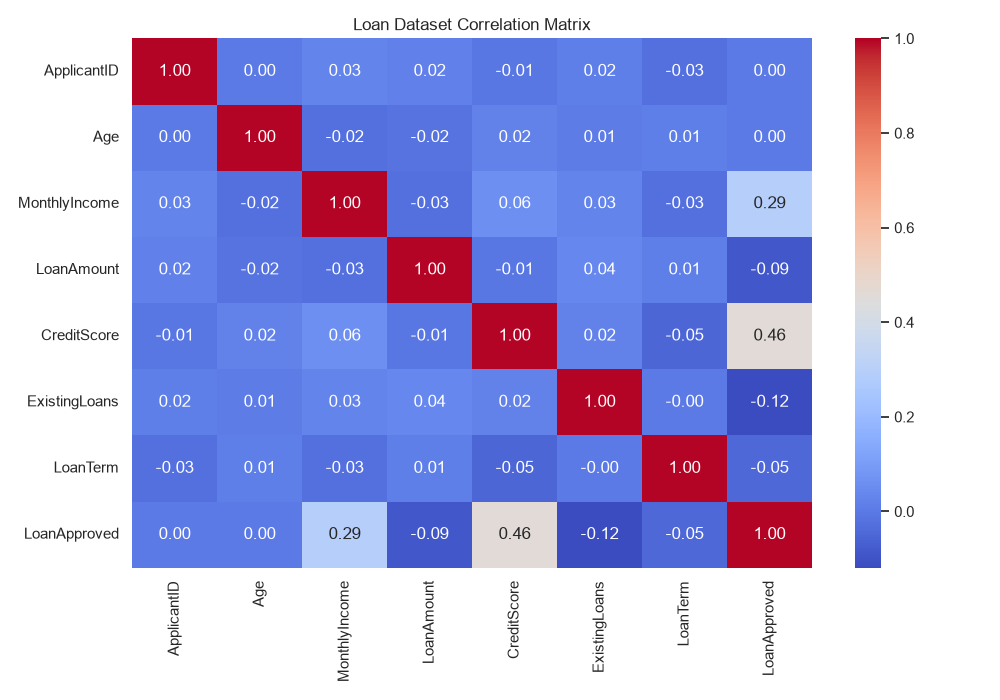 Loan Dataset Correlation Matrix
ApplicantID 1.00 0.00 0.03 0.02 -0.01 0.02 -0.03 0.00
Age 0.00 1.00 -0.02 -0.02 0.02 0.01 0.01 0.00
MonthlyIncome 0.03 -0.02 1.00 -0.03 0.06 0.03 -0.03 0.29
LoanAmount 0.02 -0.02 -0.03 1.00 -0.01 0.04 0.01 -0.09
CreditScore -0.01 0.02 0.06 -0.01 1.00 0.02 -0.05 0.46
ExistingLoans 0.02 0.01 0.03 0.04 0.02 1.00 -0.00 -0.12
LoanTerm -0.03 0.01 -0.03 0.01 -0.05 -0.00 1.00 -0.05
LoanApproved 0.00 0.00 0.29 -0.09 0.46 -0.12 -0.05 1.00
ApplicantID
Age
MonthlyIncome
LoanAmount
CreditScore
ExistingLoans
LoanTerm
LoanApproved
1.0
0.8
0.6
0.4
0.2
0.0